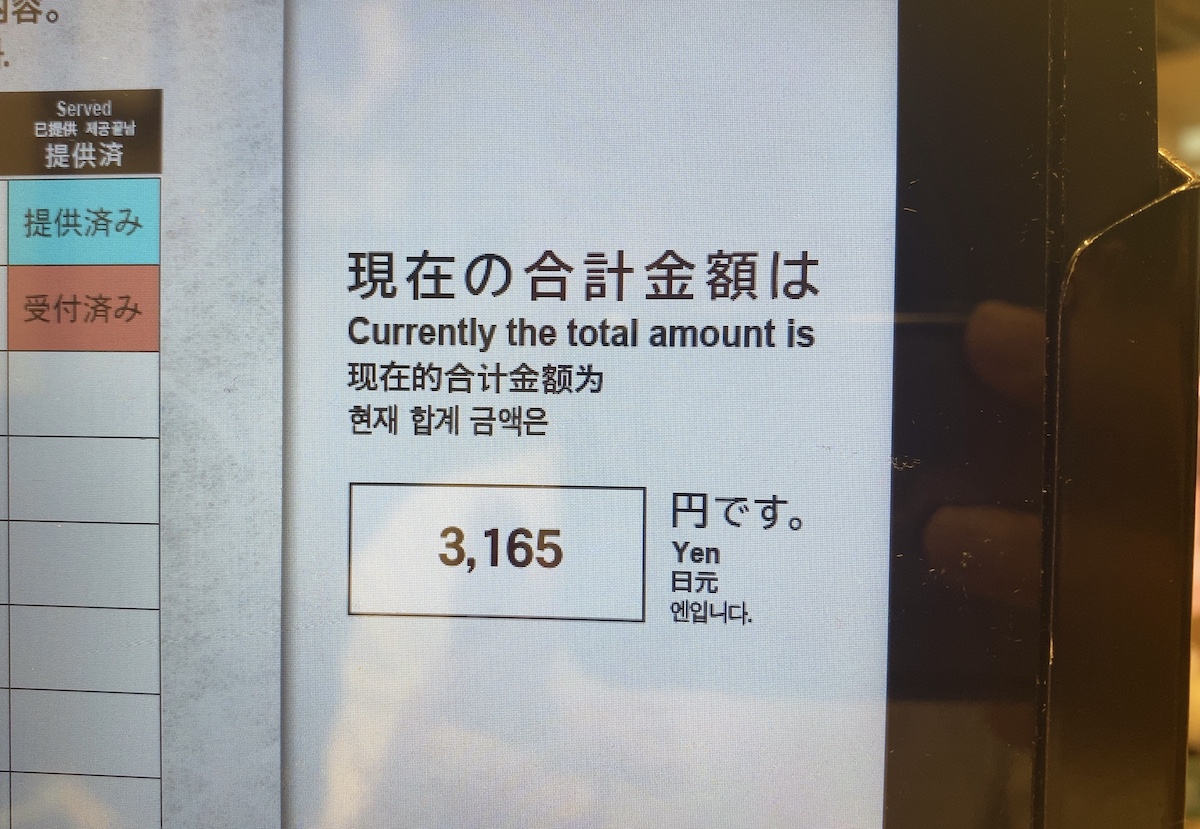 容。
Served
已提供 제공끝남
提供済
提供済み
受付済み
現在の合計金額は
Currently the total amount is
现在的合计金额为
현재 합계 금액은
3,165
円です。
Yen
日元
엔입니다.